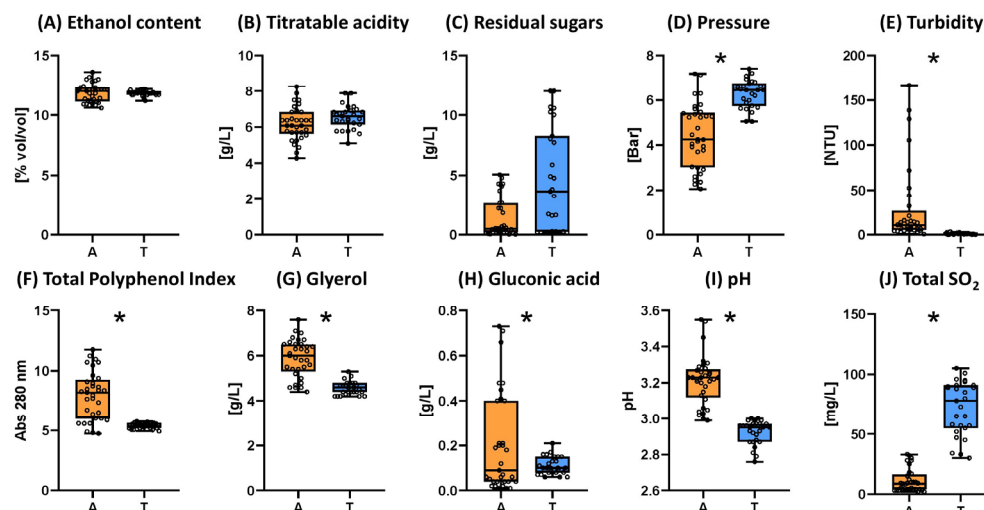 (A) Ethanol content
15
10
5
0
[% vol/vol]
A T
(B) Titratable acidity
10
8
6
4
2
0
[g/L]
A T
(C) Residual sugars
15
10
5
0
[g/L]
A T
(D) Pressure
8
6
4
2
0
[Bar]
*
A T
(E) Turbidity
200
150
100
50
0
[NTU]
*
A T
(F) Total Polyphenol Index
15
10
5
0
Abs 280 nm
*
A T
(G) Glyerol
8
6
4
2
0
[g/L]
*
A T
(H) Gluconic acid
0.8
0.6
0.4
0.2
0.0
[g/L]
*
A T
(I) pH
3.6
3.4
3.2
3.0
2.8
2.6
pH
*
A T
(J) Total SO₂
150
100
50
0
[mg/L]
*
A T